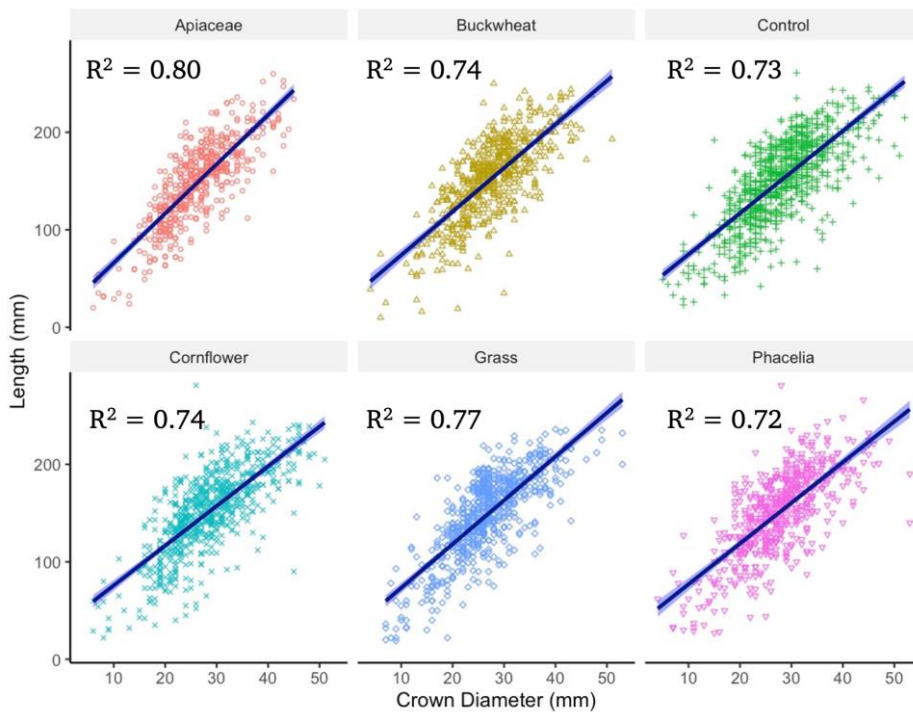 Apiaceae
Buckwheat
Control
R² = 0.80
R² = 0.74
R² = 0.73
200
100
0
Cornflower
Grass
Phacelia
R² = 0.74
R² = 0.77
R² = 0.72
200
100
0
10 20 30 40 50
10 20 30 40 50
10 20 30 40 50
Length (mm)
Crown Diameter (mm)